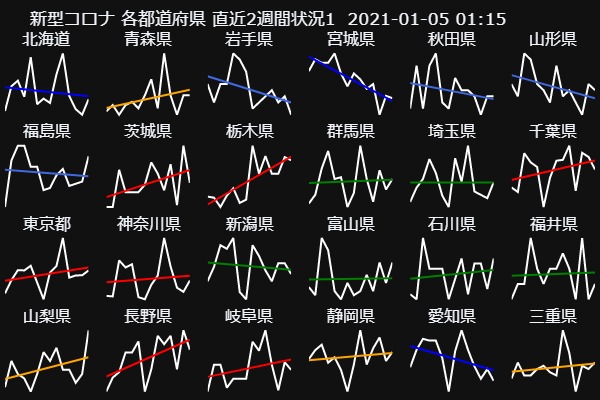 新型コロナ 各都道府県 直近2週間状況1 2021-01-05 01:15
北海道 青森県 岩手県 宮城県 秋田県 山形県
福島県 茨城県 栃木県 群馬県 埼玉県 千葉県
東京都 神奈川県 新潟県 富山県 石川県 福井県
山梨県 長野県 岐阜県 静岡県 愛知県 三重県